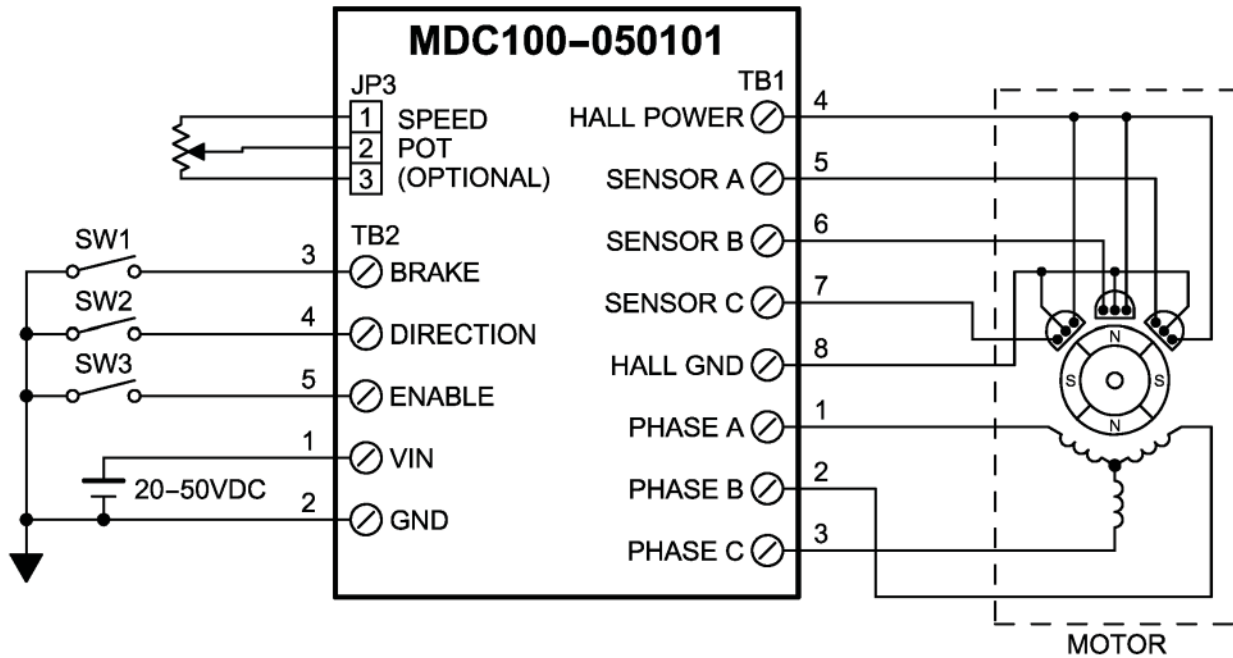 MDC100-050101
JP3
1 SPEED
2 POT
3 (OPTIONAL)
SW1
3
TB2
BRAKE
SW2
4
DIRECTION
SW3
5
ENABLE
1
VIN
20-50VDC
2
GND
TB1
HALL POWER
4
SENSOR A
5
SENSOR B
6
SENSOR C
7
HALL GND
8
PHASE A
1
PHASE B
2
PHASE C
3
N
S
S
N
MOTOR